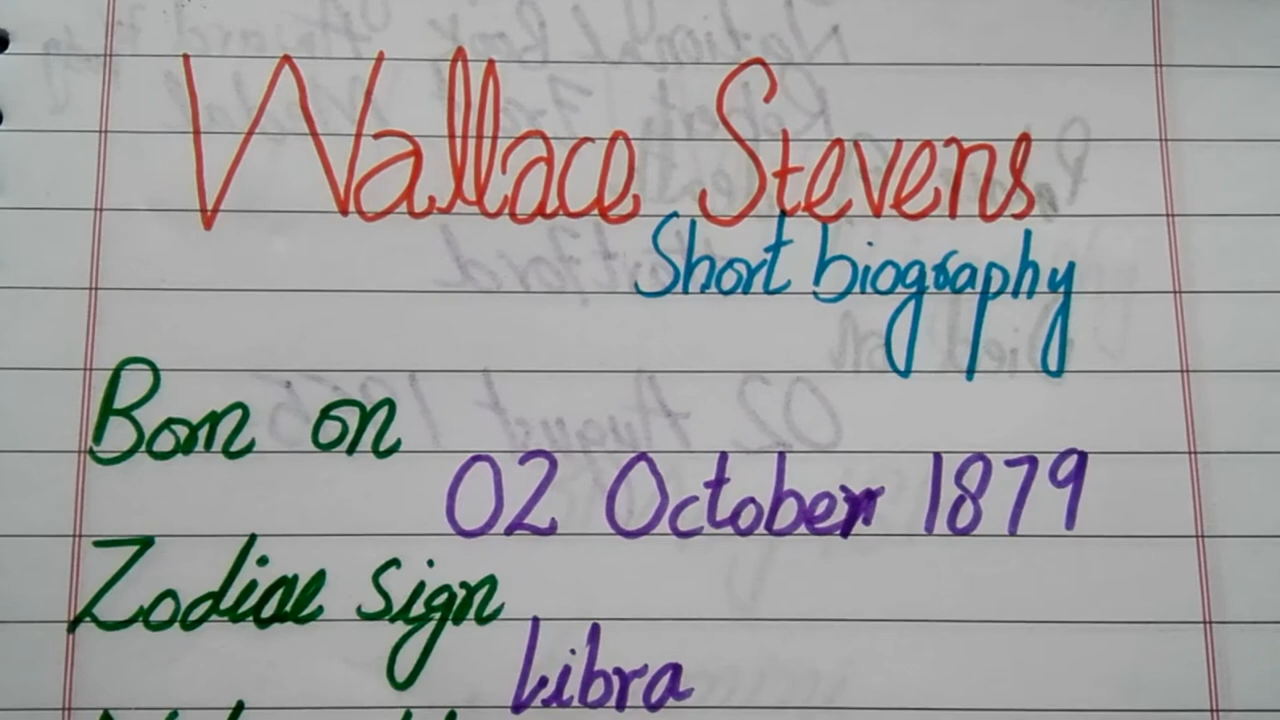 Wallace Stevens
Short biography
Born on
02 October 1879
Zodiac sign
Libra